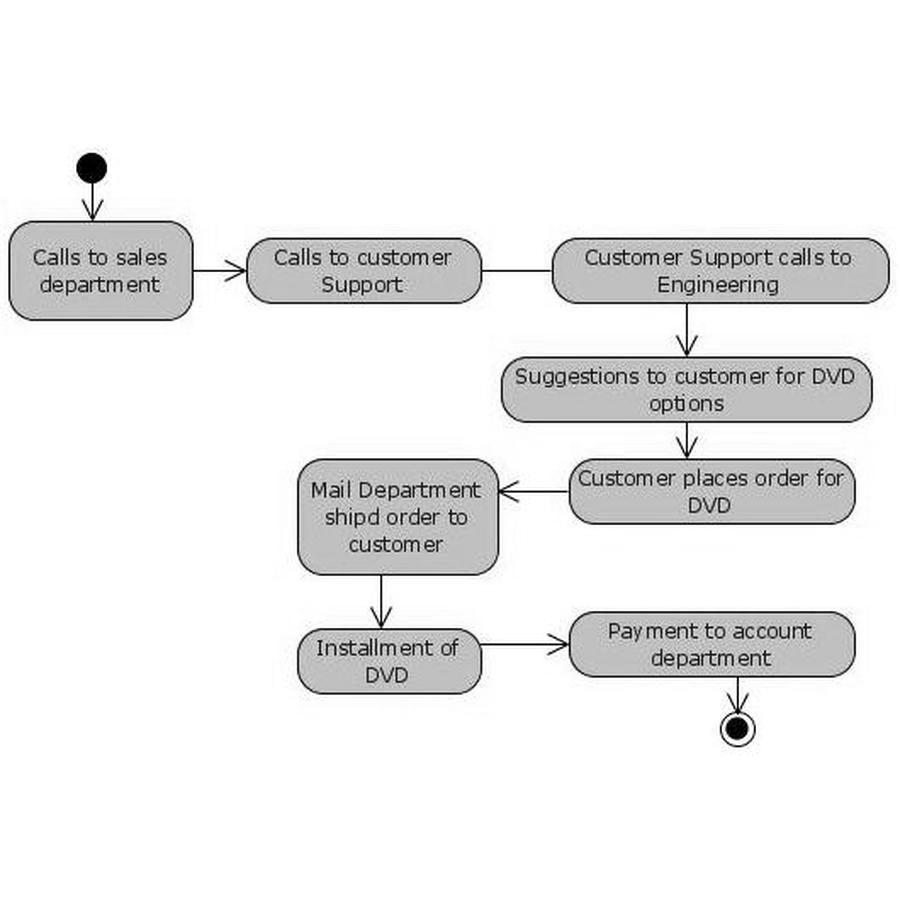 Calls to sales
department
Calls to customer
Support
Customer Support calls to
Engineering
Suggestions to customer for DVD
options
Customer places order for
DVD
Mail Department
shipd order to
customer
Installment of
DVD
Payment to account
department